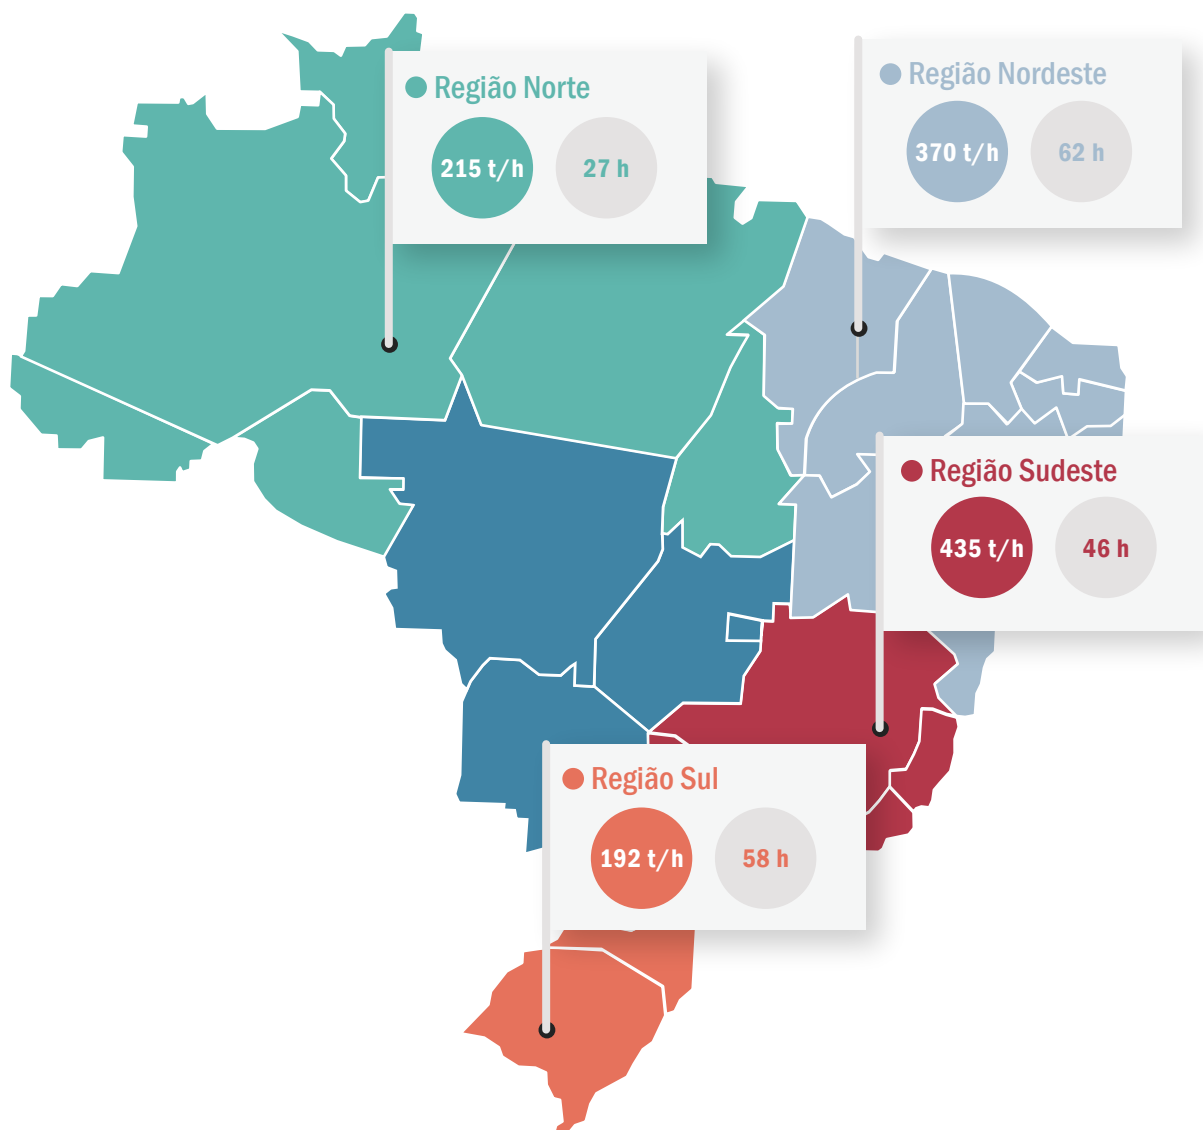 Região Norte
215 t/h
27 h
Região Nordeste
370 t/h
62 h
Região Sudeste
435 t/h
46 h
Região Sul
192 t/h
58 h